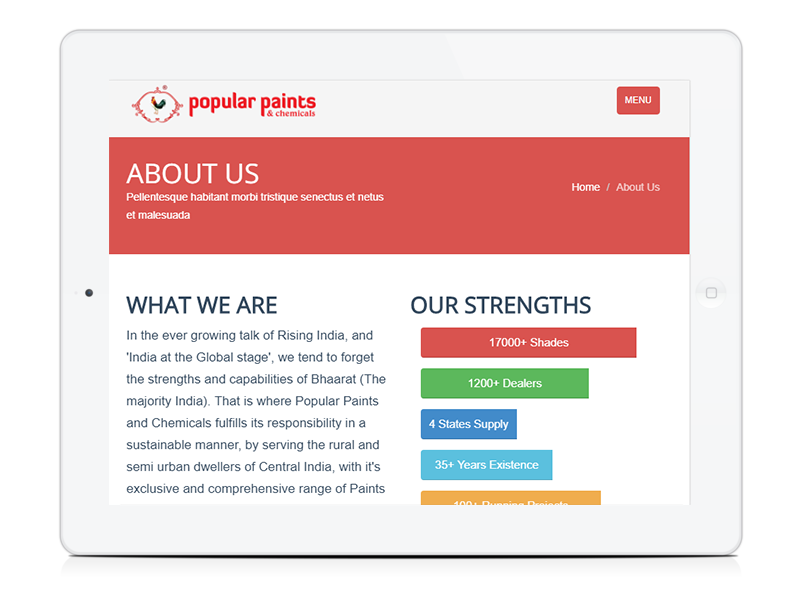 popular paints
& chemicals
MENU
ABOUT US
Pellentesque habitant morbi tristique senectus et netus
et malesuada
Home / About Us
WHAT WE ARE
In the ever growing talk of Rising India, and
'India at the Global stage', we tend to forget
the strengths and capabilities of Bhaarat (The
majority India). That is where Popular Paints
and Chemicals fulfills its responsibility in a
sustainable manner, by serving the rural and
semi urban dwellers of Central India, with it's
exclusive and comprehensive range of Paints
OUR STRENGTHS
17000+ Shades
1200+ Dealers
4 States Supply
35+ Years Existence
Running Projects